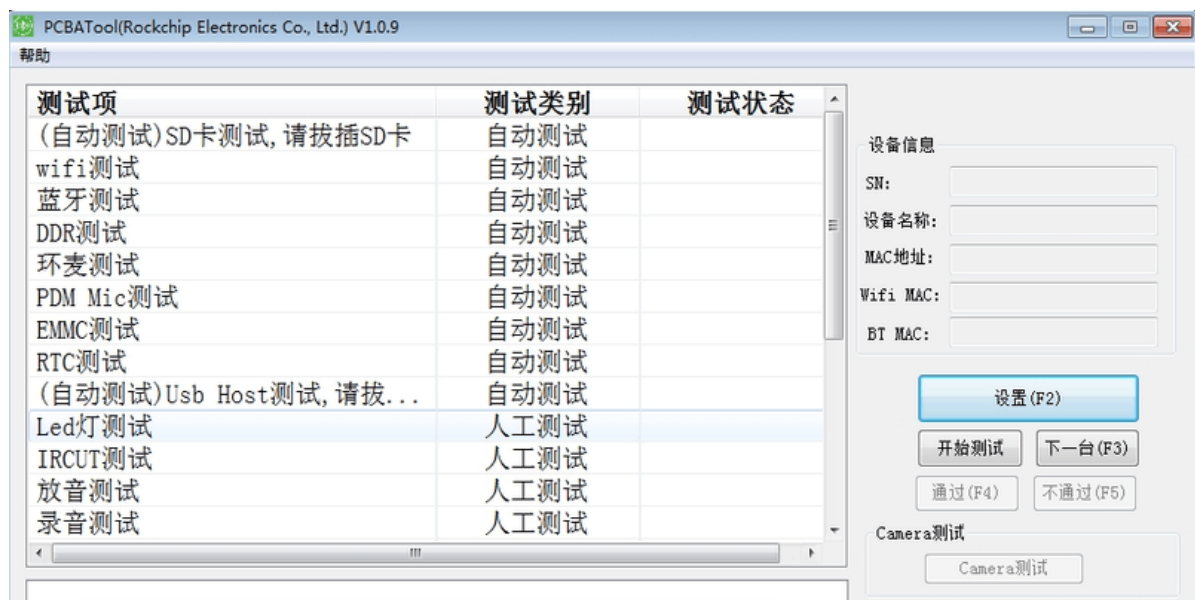 PCBATool(Rockchip Electronics Co., Ltd.) V1.0.9
帮助
测试项 测试类别 测试状态
(自动测试)SD卡测试,请拔插SD卡 自动测试
wifi测试 自动测试
蓝牙测试 自动测试
DDR测试 自动测试
环麦测试 自动测试
PDM Mic测试 自动测试
EMMC测试 自动测试
RTC测试 自动测试
(自动测试)Usb Host测试,请拔... 自动测试
Led灯测试 人工测试
IRCUT测试 人工测试
放音测试 人工测试
录音测试 人工测试
设备信息
SN:
设备名称:
MAC地址:
Wifi MAC:
BT MAC:
设置(F2)
开始测试 下一台(F3)
通过(F4) 不通过(F5)
Camera测试
Camera测试